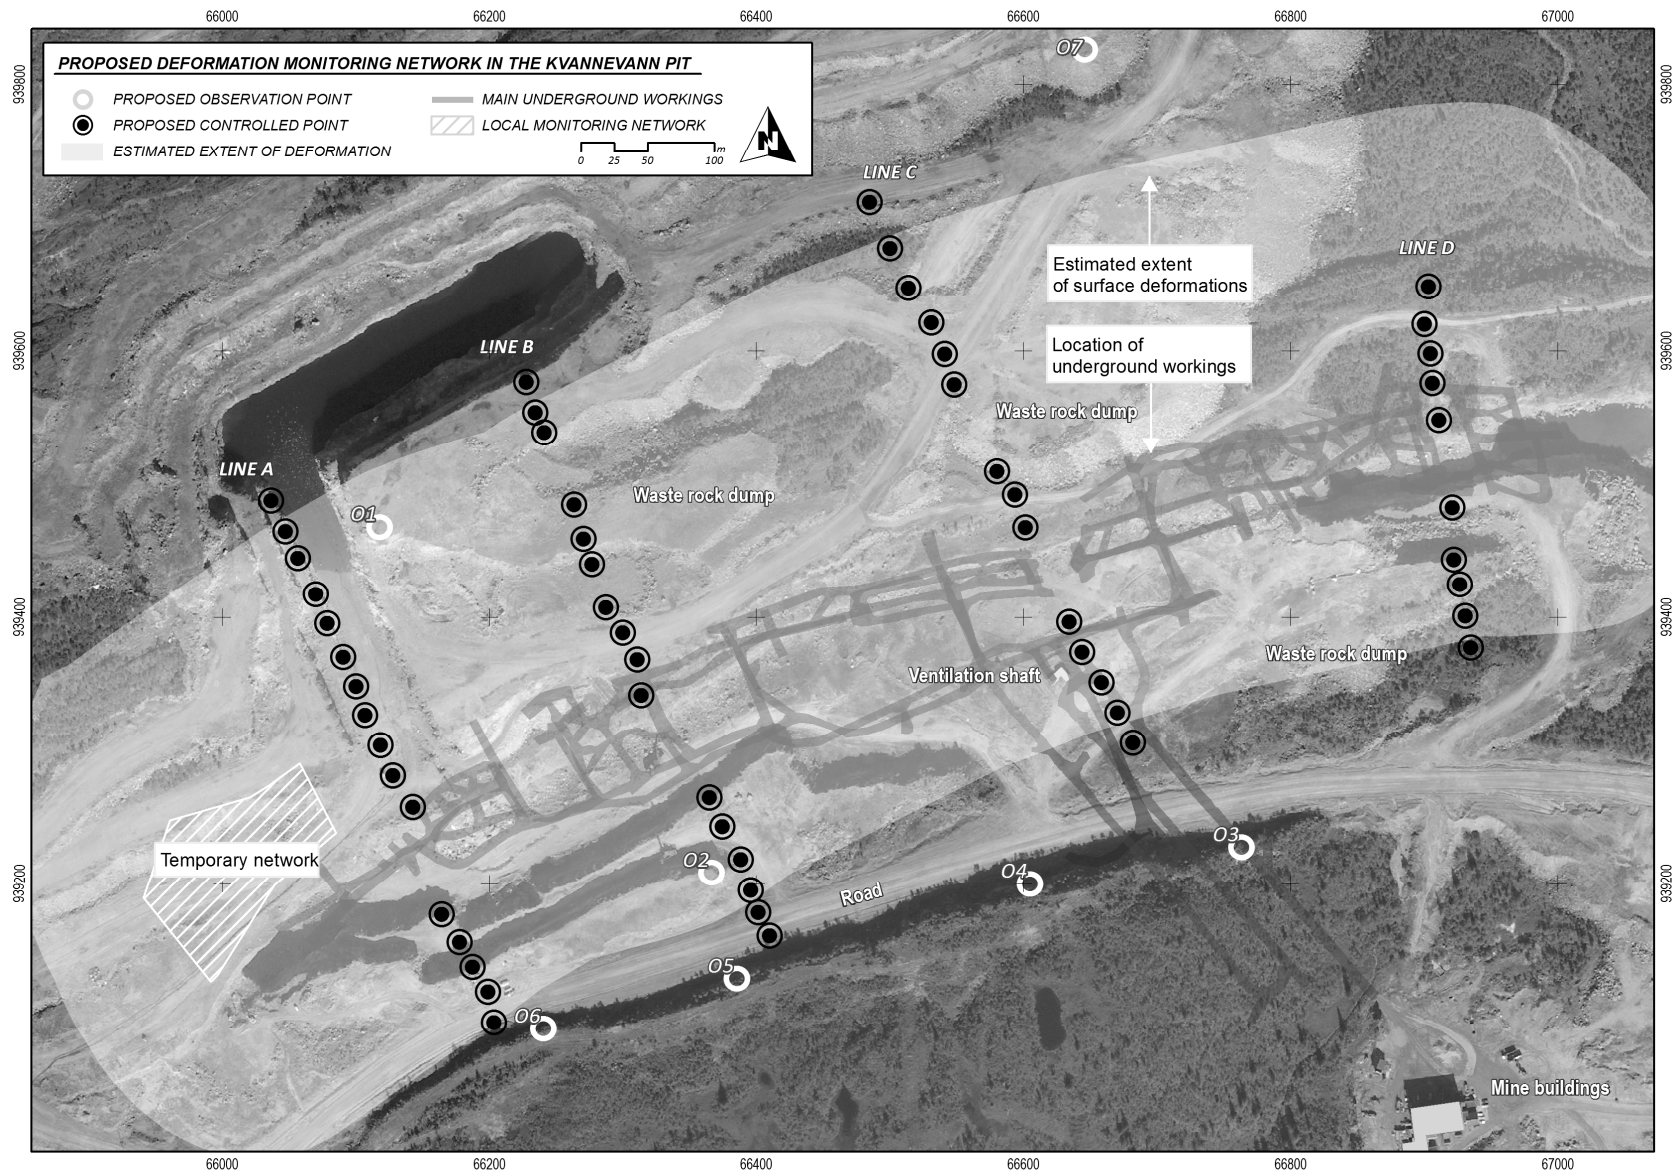 66000 66200 66400 66600 66800 67000
939800 939800
PROPOSED DEFORMATION MONITORING NETWORK IN THE KVANNEVANN PIT
PROPOSED OBSERVATION POINT
MAIN UNDERGROUND WORKINGS
PROPOSED CONTROLLED POINT
LOCAL MONITORING NETWORK
ESTIMATED EXTENT OF DEFORMATION
0 25 50 100 m
N
O7
LINE C
LINE D
Estimated extent
of surface deformations
939600 939600
LINE B
Location of
underground workings
Waste rock dump
LINE A
Waste rock dump
O1
939400 939400
Ventilation shaft
Waste rock dump
O3
Temporary network
O2
O4
939200 939200
Road
O5
O6
Mine buildings
66000 66200 66400 66600 66800 67000